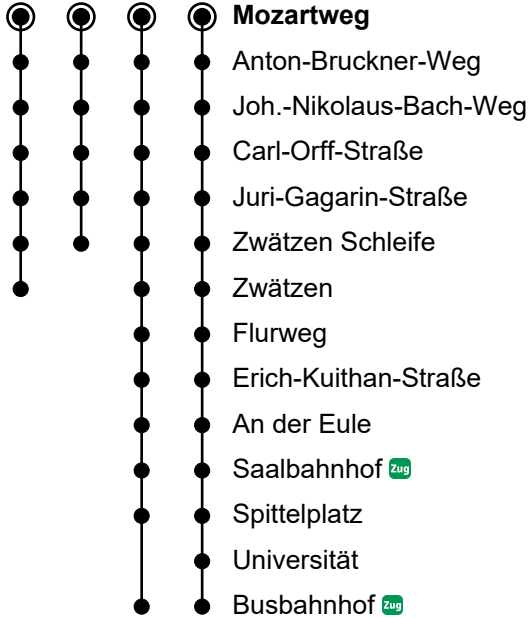 Mozartweg
Anton-Bruckner-Weg
Joh.-Nikolaus-Bach-Weg
Carl-Orff-Straße
Juri-Gagarin-Straße
Zwätzen Schleife
Zwätzen
Flurweg
Erich-Kuithan-Straße
An der Eule
Saalbahnhof Zug
Spittelplatz
Universität
Busbahnhof Zug